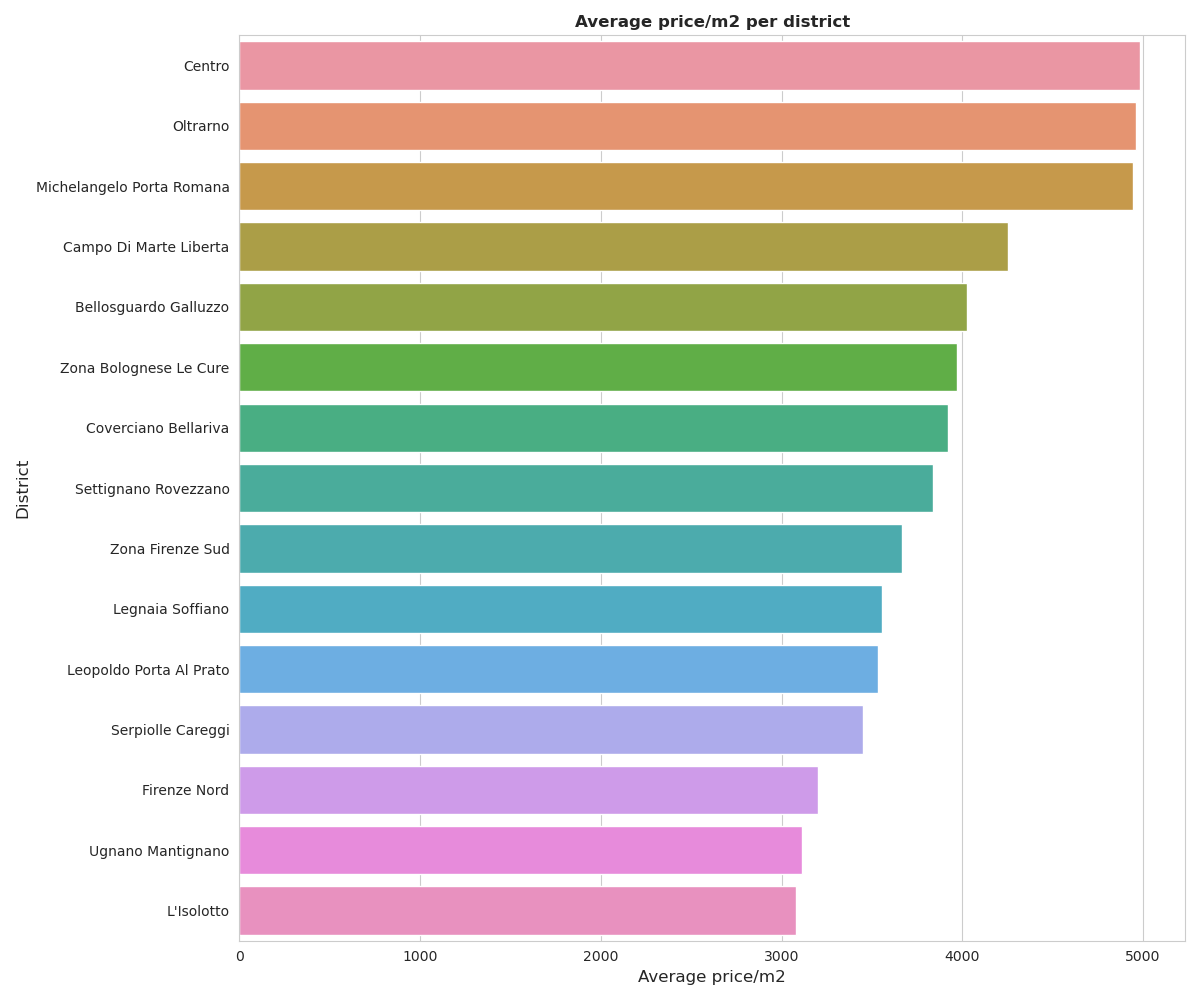 Average price/m2 per district
Centro
Oltrarno
Michelangelo Porta Romana
Campo Di Marte Liberta
Bellosguardo Galluzzo
Zona Bolognese Le Cure
Coverciano Bellariva
Settignano Rovezzano
Zona Firenze Sud
Legnaia Soffiano
Leopoldo Porta Al Prato
Serpiolle Careggi
Firenze Nord
Ugnano Mantignano
L'Isolotto
District
0 1000 2000 3000 4000 5000
Average price/m2